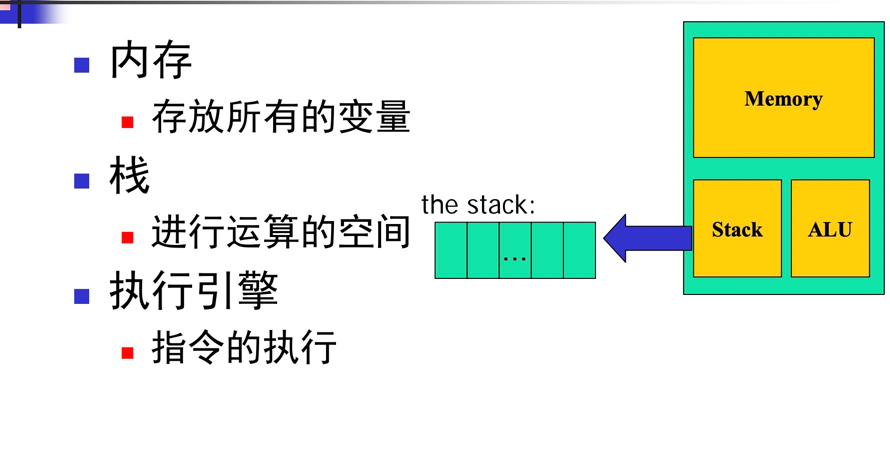 内存
存放所有的变量
栈
进行运算的空间
执行引擎
指令的执行
the stack:
...
Memory
Stack
ALU